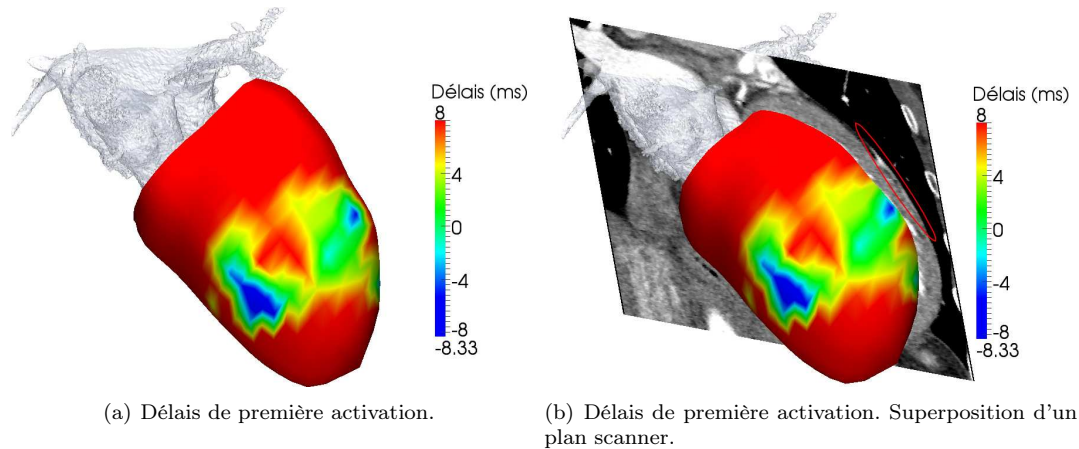 Délais (ms)
8
4
0
-4
-8
-8.33
Délais (ms)
8
4
0
-4
-8
-8.33
(a) Délais de première activation.
(b) Délais de première activation. Superposition d'un
plan scanner.